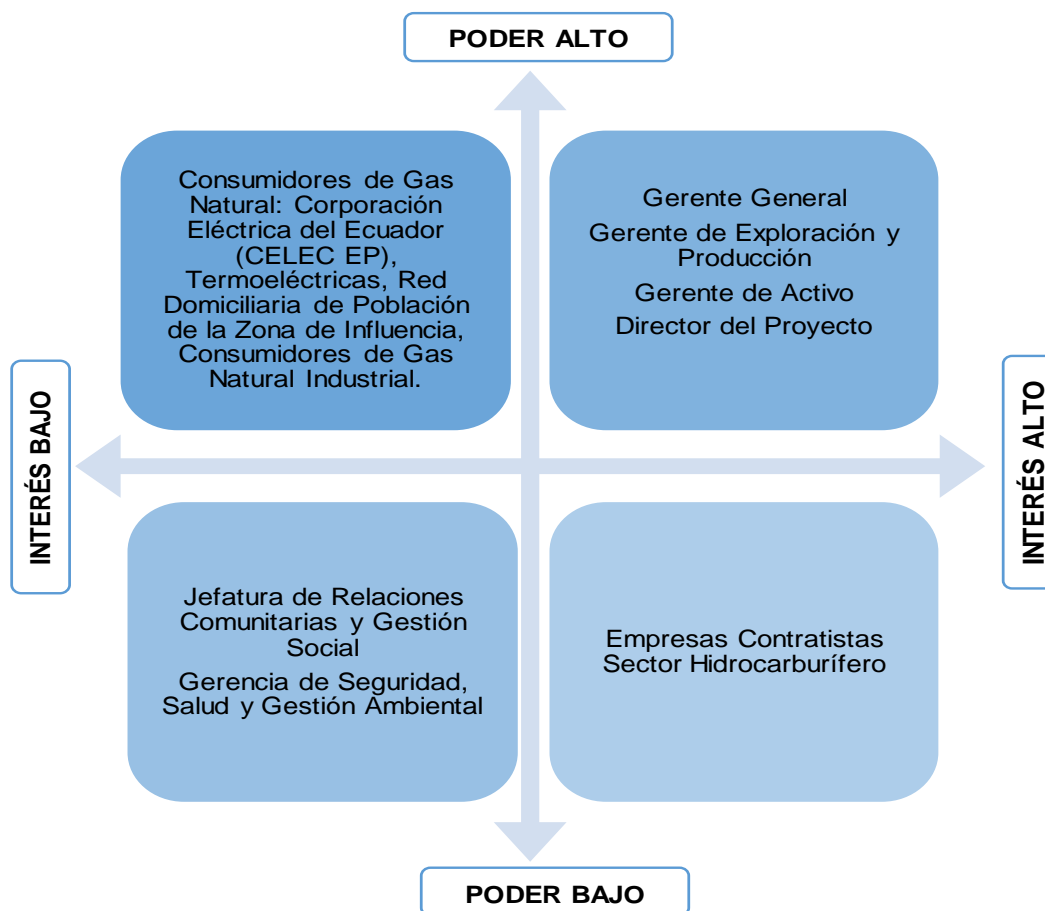 PODER ALTO
Consumidores de Gas
Natural: Corporación
Eléctrica del Ecuador
(CELEC EP),
Termoeléctricas, Red
Domiciliaria de Población
de la Zona de Influencia,
Consumidores de Gas
Natural Industrial.
Gerente General
Gerente de Exploración y
Producción
Gerente de Activo
Director del Proyecto
INTERÉS BAJO
INTERÉS ALTO
Jefatura de Relaciones
Comunitarias y Gestión
Social
Gerencia de Seguridad,
Salud y Gestión Ambiental
Empresas Contratistas
Sector Hidrocarburífero
PODER BAJO